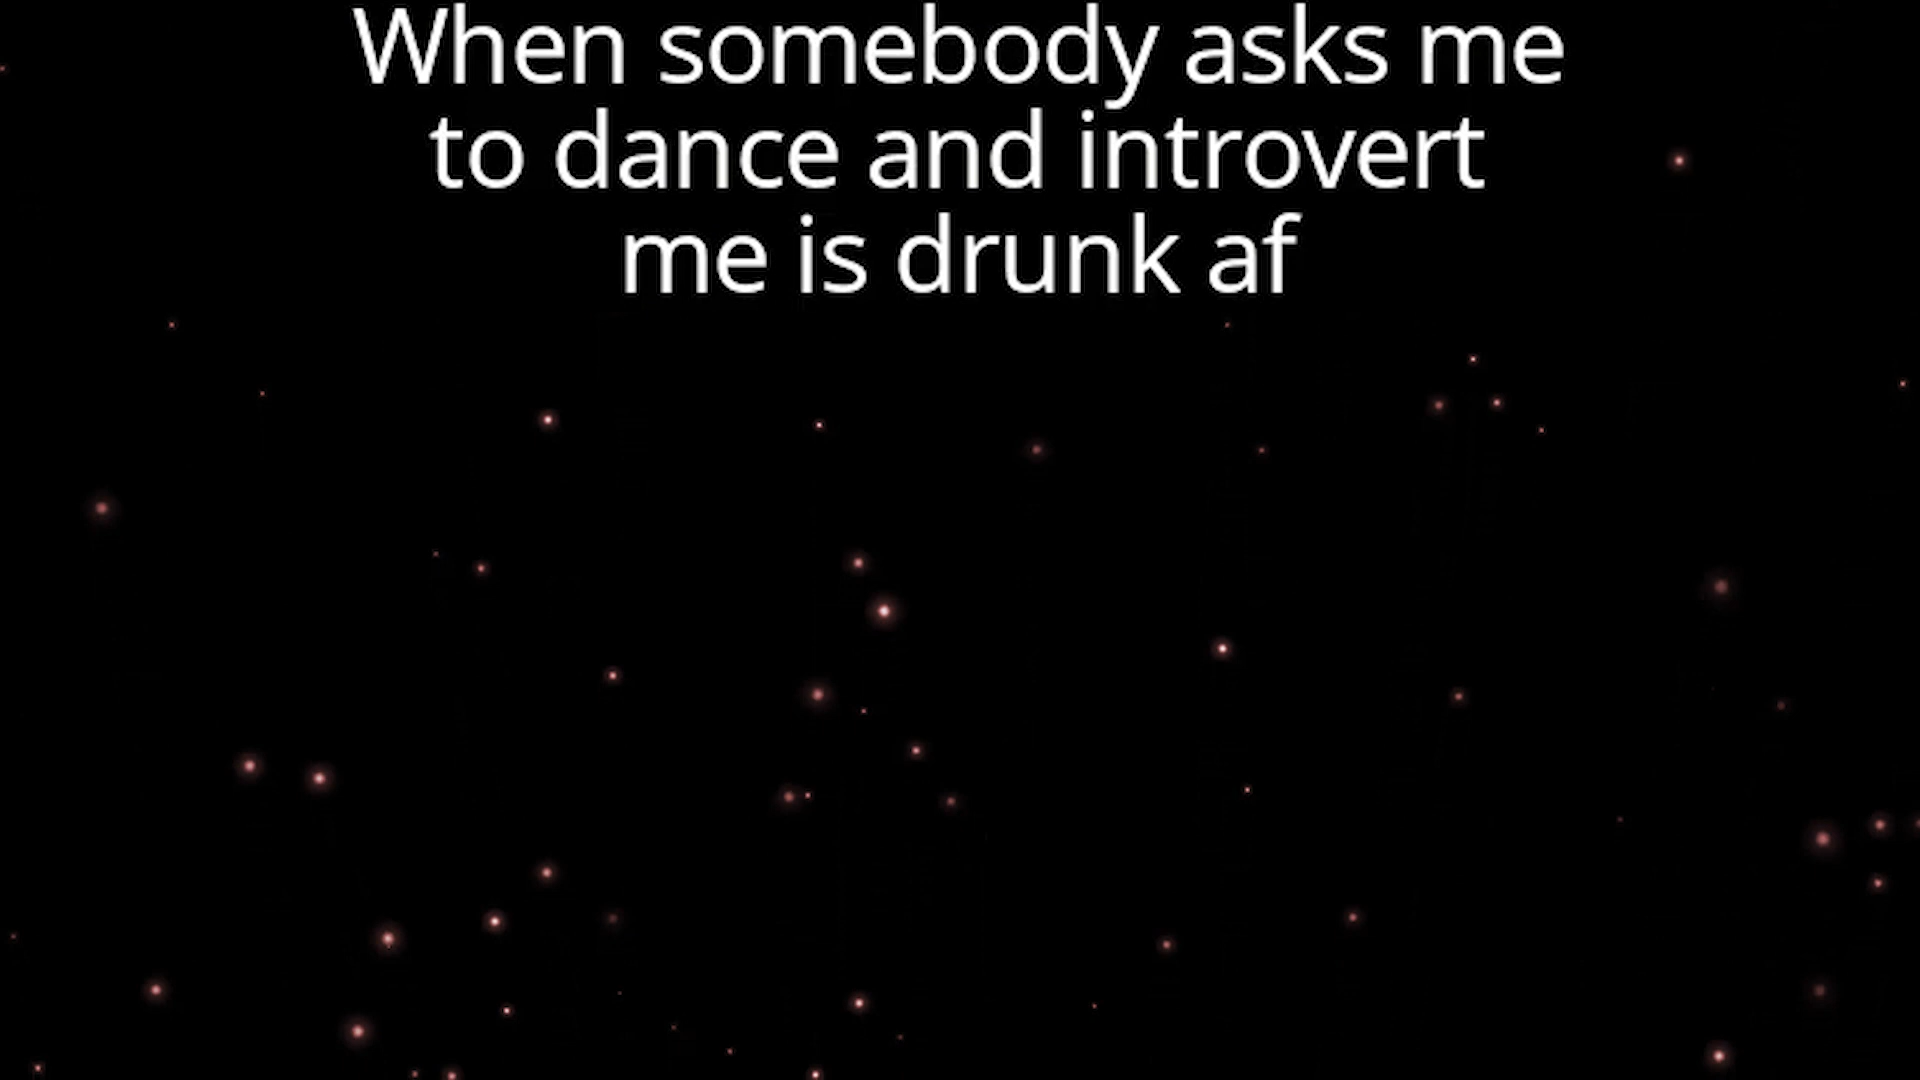 When somebody asks me
to dance and introvert
me is drunk af